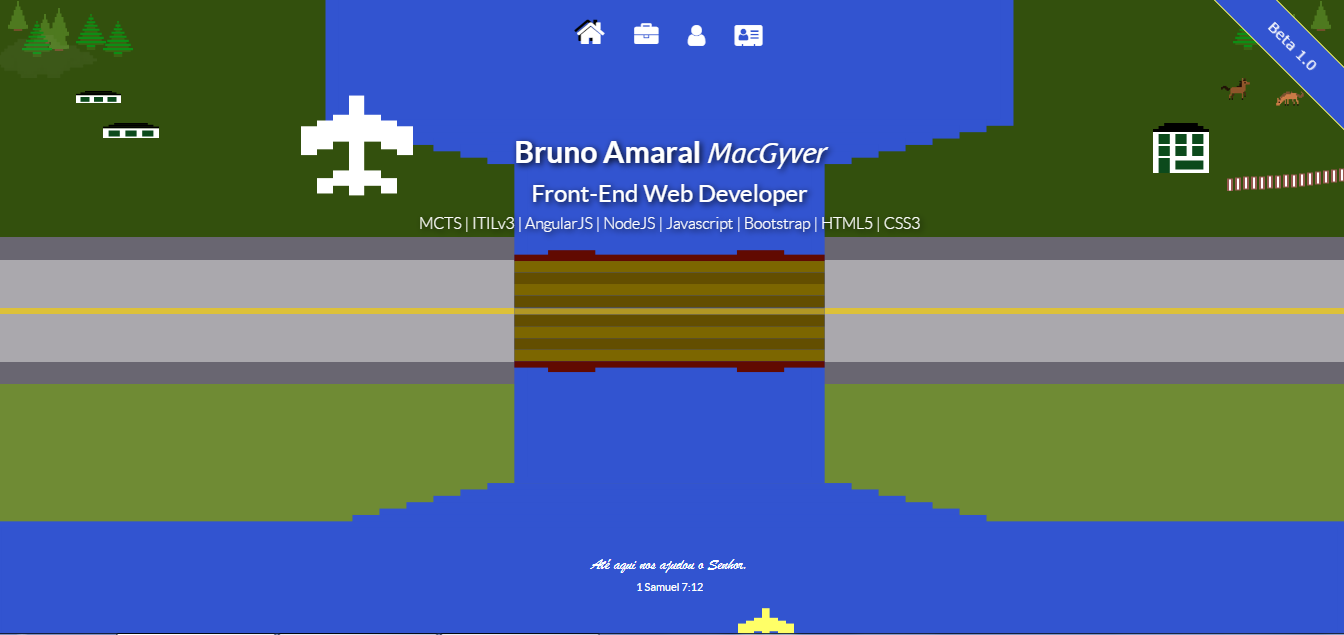 Beta 1.0
Bruno Amaral MacGyver
Front-End Web Developer
MCTS | ITILv3 | AngularJS | NodeJS | Javascript | Bootstrap | HTML5 | CSS3
Até aqui nos ajudou o Senhor.
1 Samuel 7:12